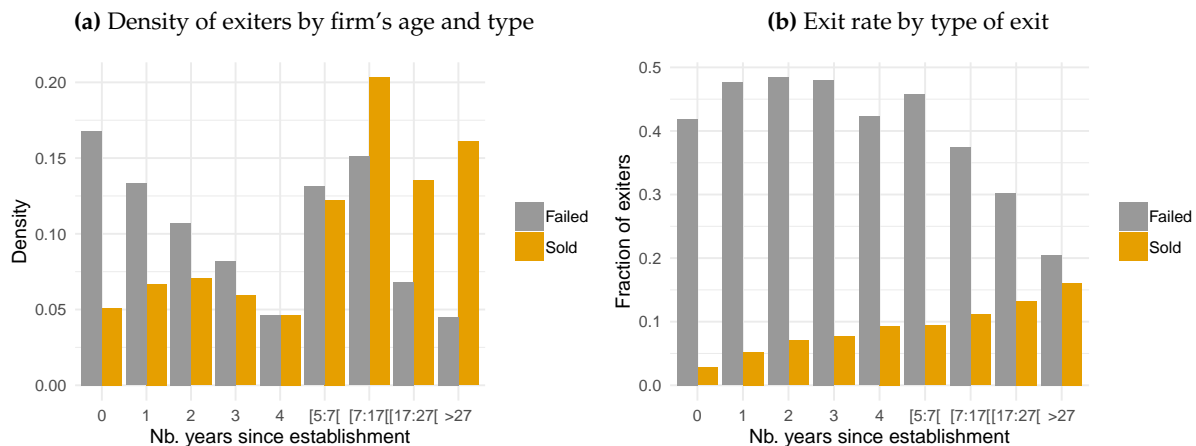 (a) Density of exiters by firm's age and type
0.20
0.15
0.10
0.05
0.00
Density
0 1 2 3 4 [5:7[ [7:17[ [17:27[ >27
Nb. years since establishment
Failed
Sold
(b) Exit rate by type of exit
0.5
0.4
0.3
0.2
0.1
0.0
Fraction of exiters
0 1 2 3 4 [5:7[ [7:17[ [17:27[ >27
Nb. years since establishment
Failed
Sold